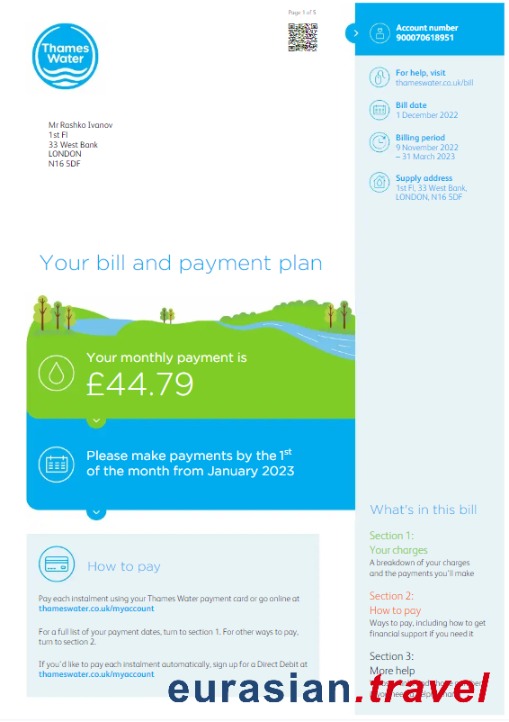 Page 1 of 5
Thames
Water
Mr Rashko Ivanov
1st Fl
33 West Bank
LONDON
N16 5DF
Account number
900070618951
For help, visit
thameswater.co.uk/bill
Bill date
1 December 2022
Billing period
9 November 2022
– 31 March 2023
Supply address
1st Fl, 33 West Bank,
LONDON, N16 5DF
Your bill and payment plan
Your monthly payment is
£44.79
Please make payments by the 1st
of the month from January 2023
How to pay
Pay each instalment using your Thames Water payment card or go online at
thameswater.co.uk/myaccount
For a full list of your payment dates, turn to section 1. For other ways to pay,
turn to section 2.
If you'd like to pay each instalment automatically, sign up for a Direct Debit at
thameswater.co.uk/myaccount
What's in this bill
Section 1:
Your charges
A breakdown of your charges
and the payments you'll make
Section 2:
How to pay
Ways to pay, including how to get
financial support if you need it
Section 3:
More help
eurasian.travel